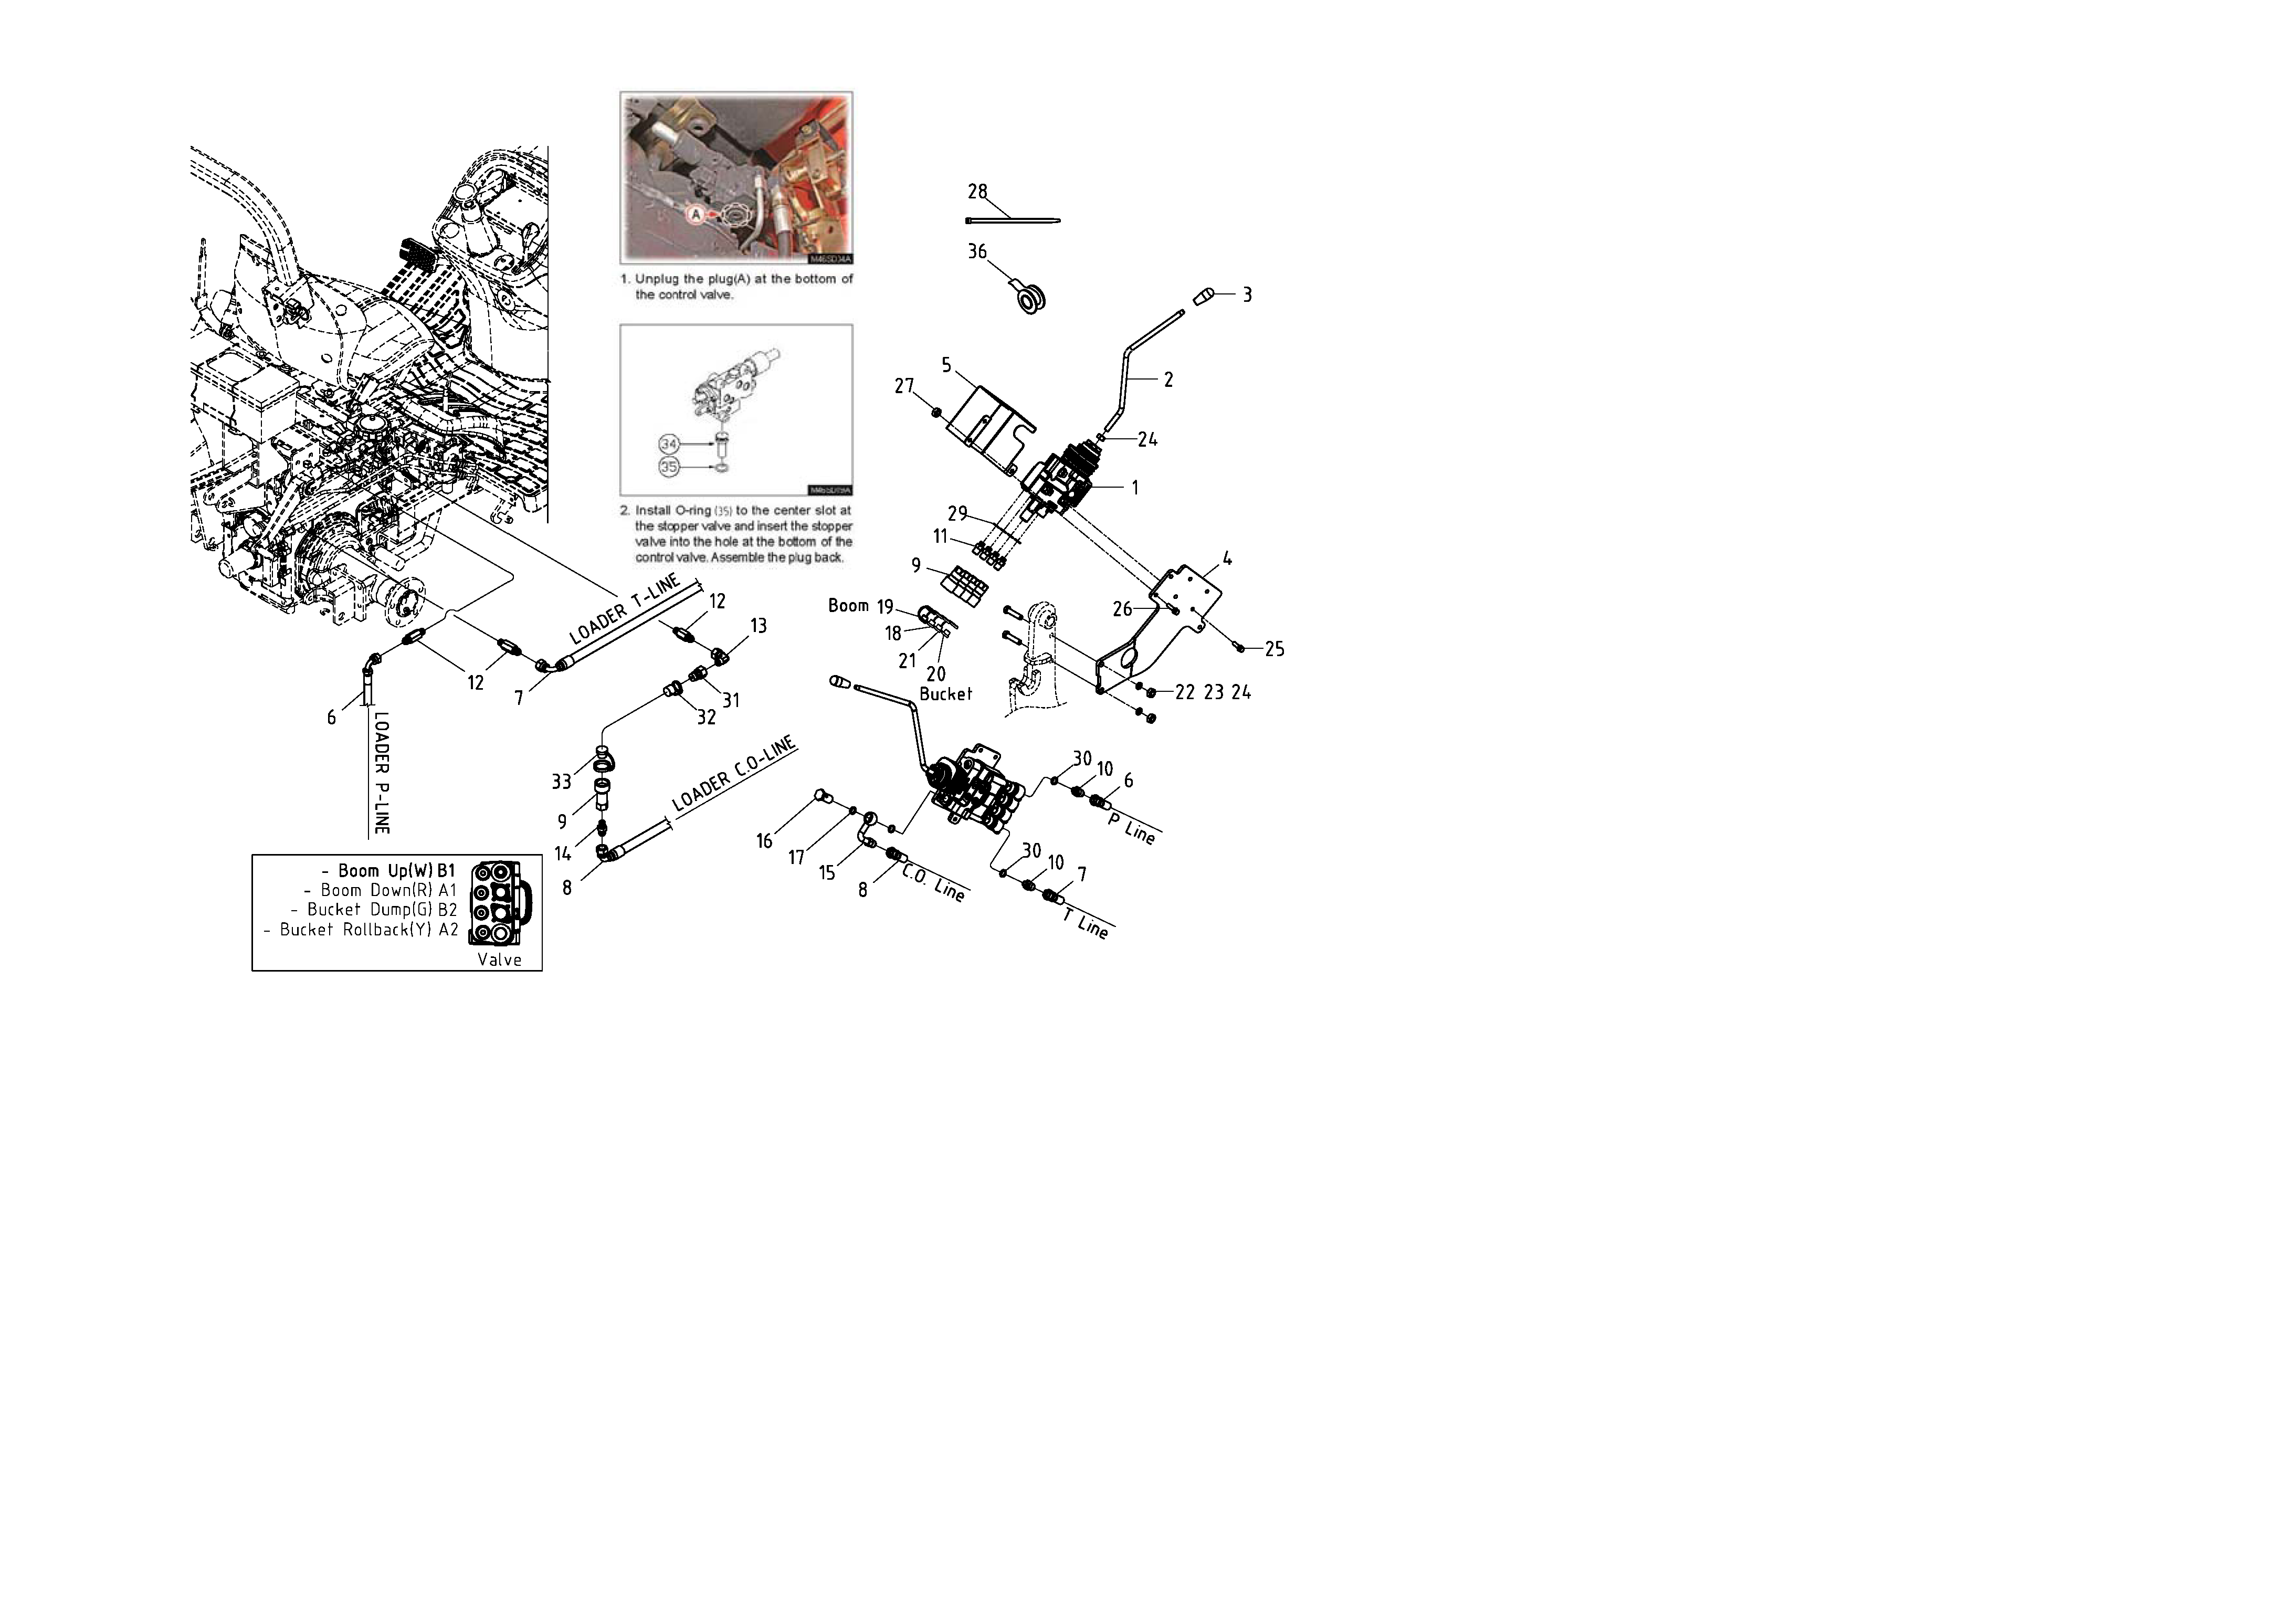 A
M46SD04A
1. Unplug the plug(A) at the bottom of
the control valve.
34
35
2. Install O-ring (35) to the center slot at
the stopper valve and insert the stopper
valve into the hole at the bottom of the
control valve. Assemble the plug back.
28
36
3
5
27
2
24
1
29
11
9
4
Boom 19
26
18
21
25
20
Bucket
22 23 24
LOADER T-LINE
12
13
12
7
31
32
6
LOADER P-LINE
33
LOADER C.O-LINE
9
14
8
30
10
6
P Line
16
17
15
8
C.O. Line
30
10
7
T Line
- Boom Up(W) B1
- Boom Down(R) A1
- Bucket Dump(G) B2
- Bucket Rollback(Y) A2
Valve